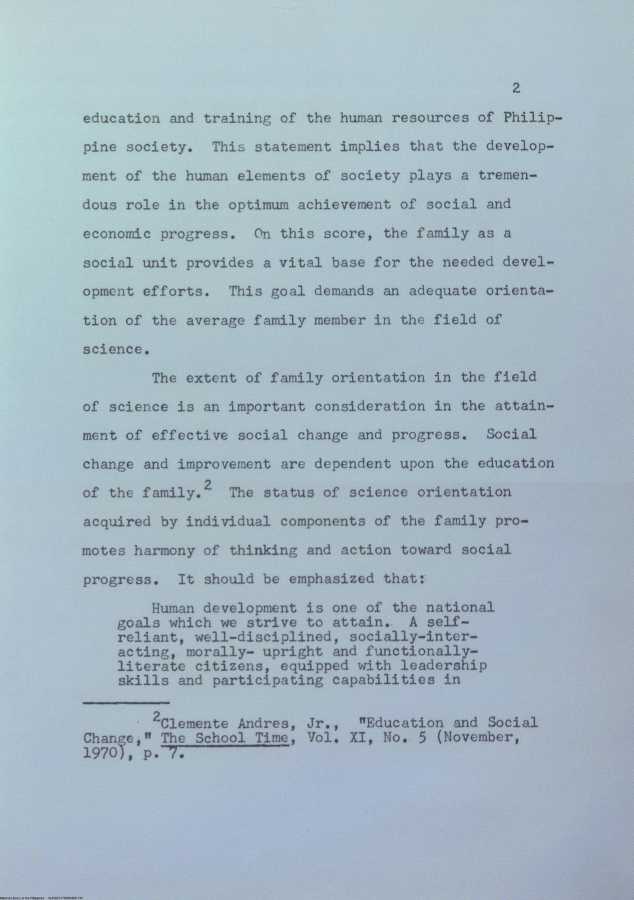 2
education and training of the human resources of Philip-
pine society. This statement implies that the develop-
ment of the human elements of society plays a tremen-
dous role in the optimum achievement of social and
economic progress. On this score, the family as a
social unit provides a vital base for the needed devel-
opment efforts. This goal demands an adequate orienta-
tion of the average family member in the field of
science.
The extent of family orientation in the field
of science is an important consideration in the attain-
ment of effective social change and progress. Social
change and improvement are dependent upon the education
of the family.2 The status of science orientation
acquired by individual components of the family pro-
motes harmony of thinking and action toward social
progress. It should be emphasized that:
Human development is one of the national
goals which we strive to attain. A self-
reliant, well-disciplined, socially-inter-
acting, morally- upright and functionally-
literate citizens, equipped with leadership
skills and participating capabilities in
2Clemente Andres, Jr., "Education and Social
Change," The School Time, Vol. XI, No. 5 (November,
1970), p. 7.